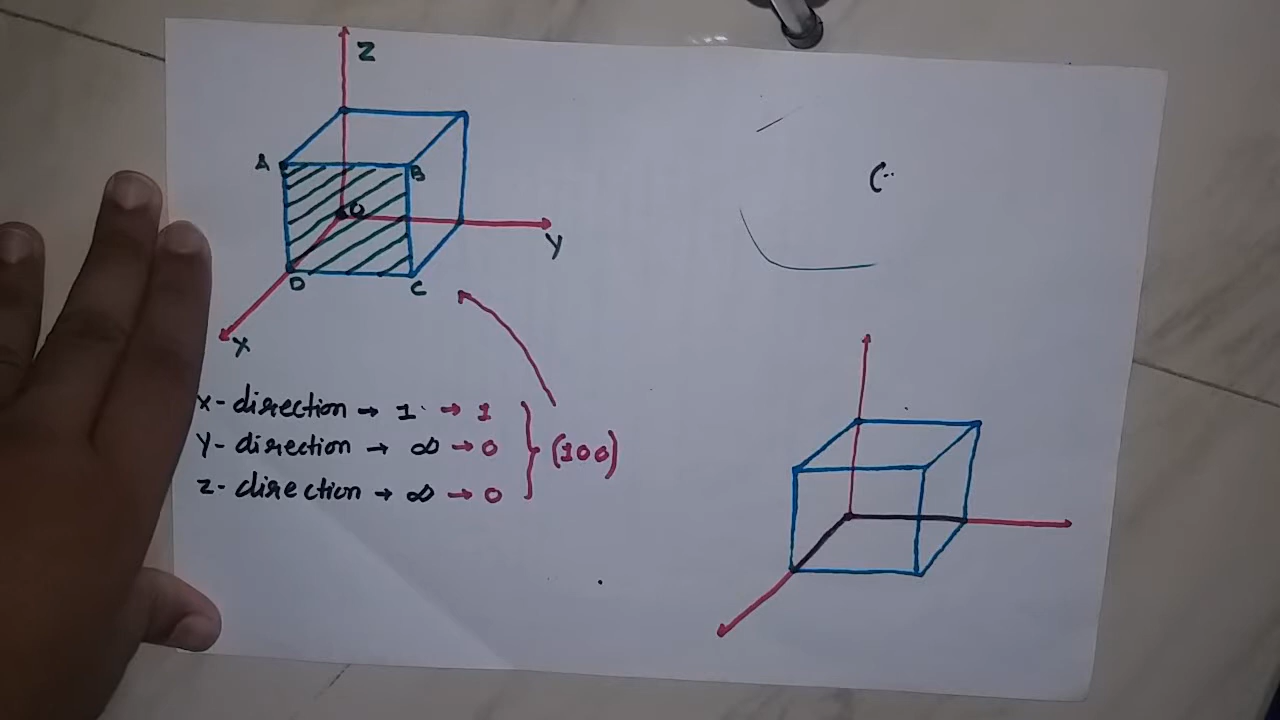 Z
A
B
O
Y
D
C
X
X-direction → 1 → 1
Y-direction → ∞ → 0
Z-direction → ∞ → 0
(100)
(